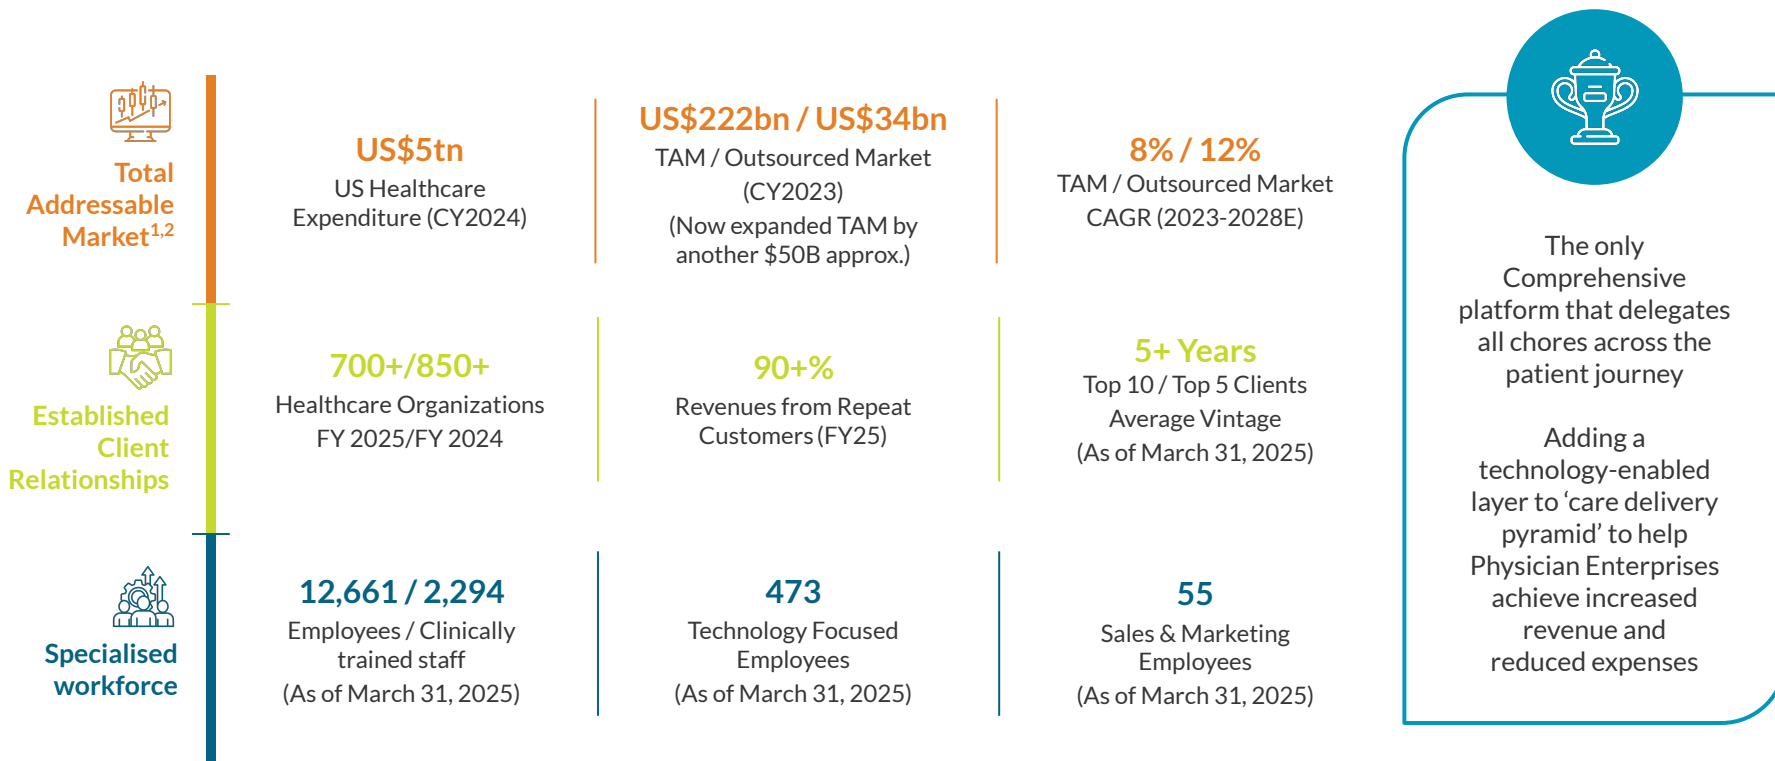 Total
Addressable
Market1,2
US$5tn
US Healthcare
Expenditure (CY2024)
US$222bn / US$34bn
TAM / Outsourced Market
(CY2023)
(Now expanded TAM by
another $50B approx.)
8% / 12%
TAM / Outsourced Market
CAGR (2023-2028E)
Established
Client
Relationships
700+/850+
Healthcare Organizations
FY 2025/FY 2024
90+%
Revenues from Repeat
Customers (FY25)
5+ Years
Top 10 / Top 5 Clients
Average Vintage
(As of March 31, 2025)
Specialised
workforce
12,661 / 2,294
Employees / Clinically
trained staff
(As of March 31, 2025)
473
Technology Focused
Employees
(As of March 31, 2025)
55
Sales & Marketing
Employees
(As of March 31, 2025)
The only
Comprehensive
platform that delegates
all chores across the
patient journey
Adding a
technology-enabled
layer to ‘care delivery
pyramid’ to help
Physician Enterprises
achieve increased
revenue and
reduced expenses